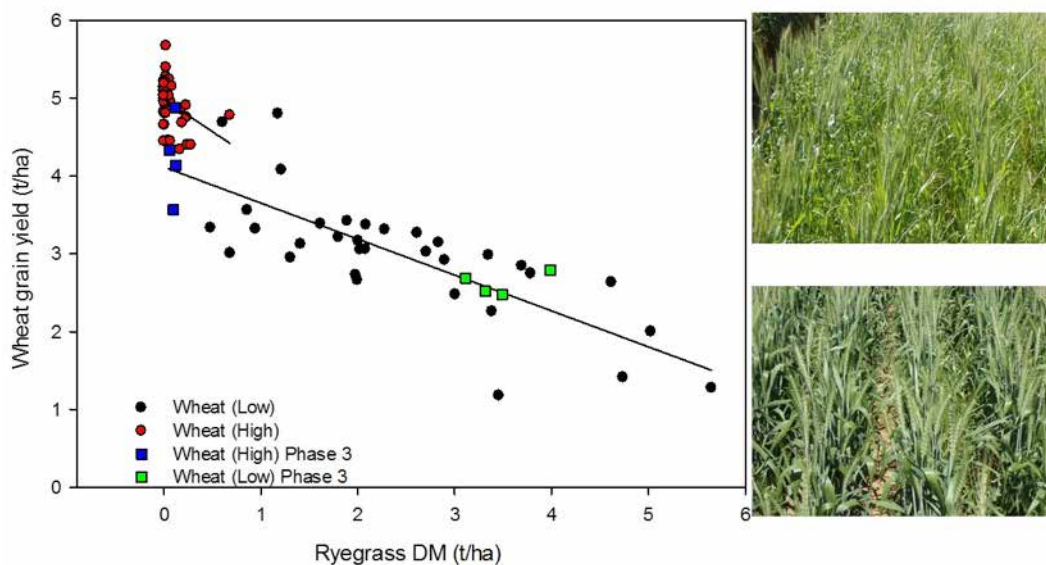 6
5
4
3
2
1
0
Wheat grain yield (t/ha)
Wheat (Low)
Wheat (High)
Wheat (High) Phase 3
Wheat (Low) Phase 3
0 1 2 3 4 5 6
Ryegrass DM (t/ha)